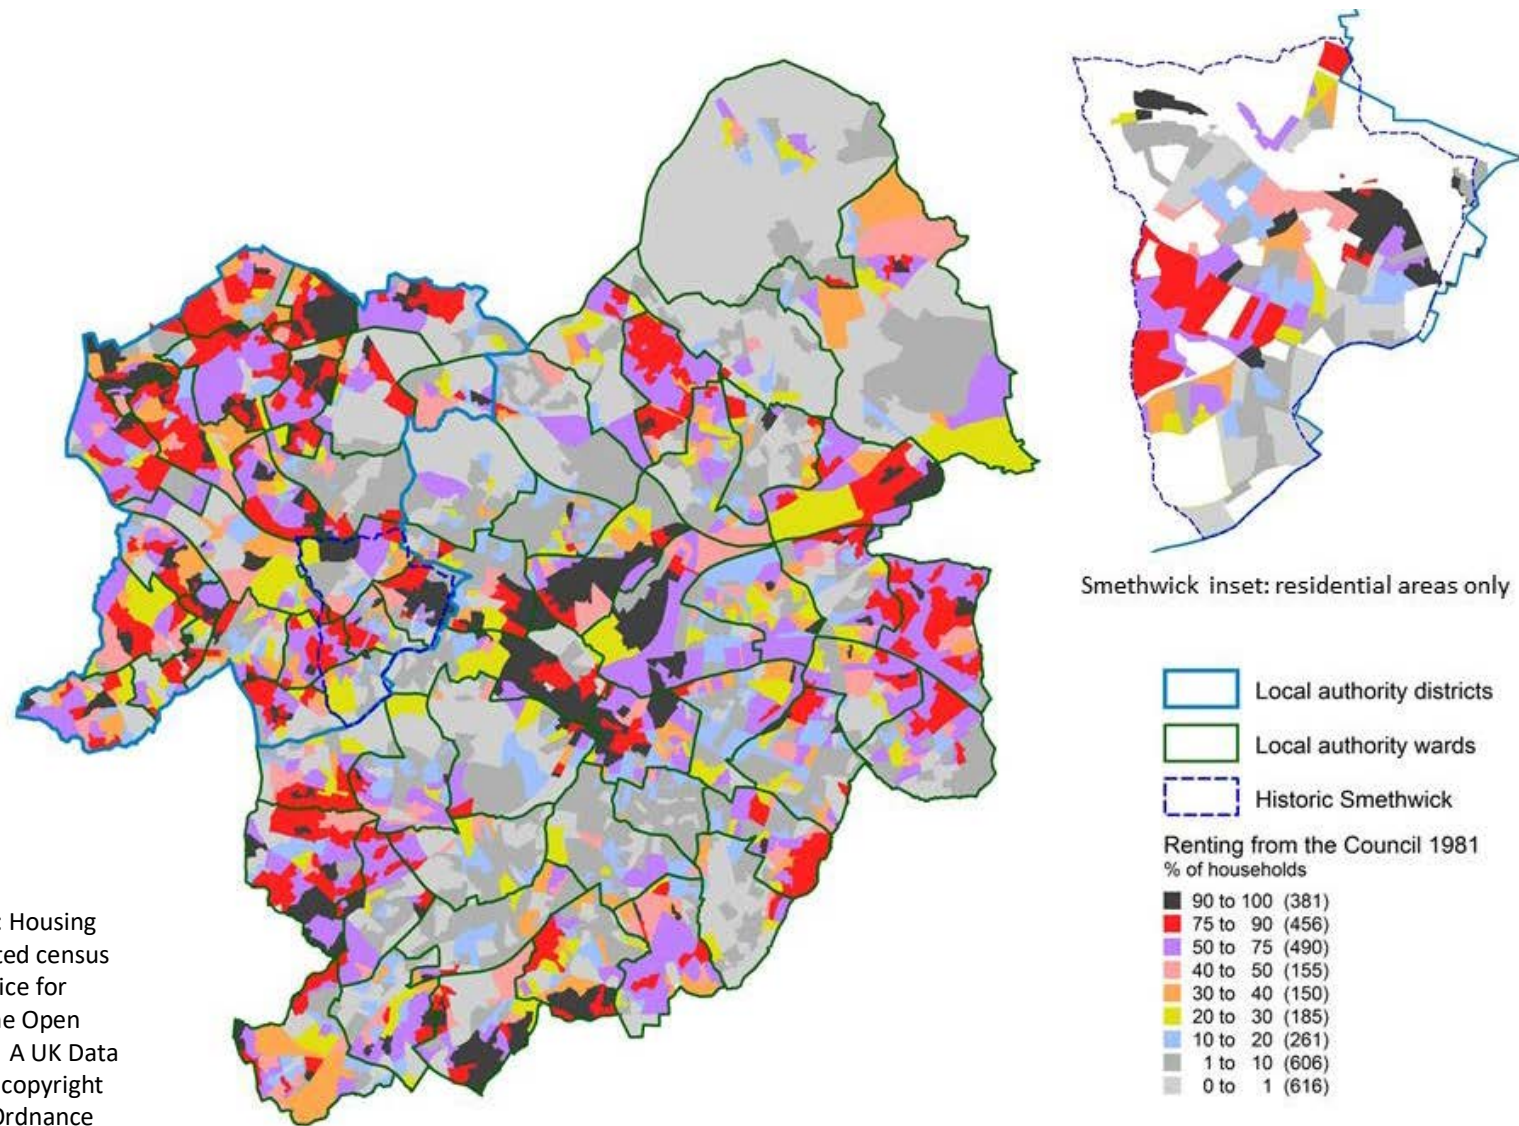 Smethwick inset: residential areas only
Local authority districts
Local authority wards
Historic Smethwick
Renting from the Council 1981
% of households
90 to 100 (381)
75 to 90 (456)
50 to 75 (490)
40 to 50 (155)
30 to 40 (150)
20 to 30 (185)
10 to 20 (261)
1 to 10 (606)
0 to 1 (616)
: Housing
ted census
ice for
ne Open
A UK Data
copyright
Ordnance